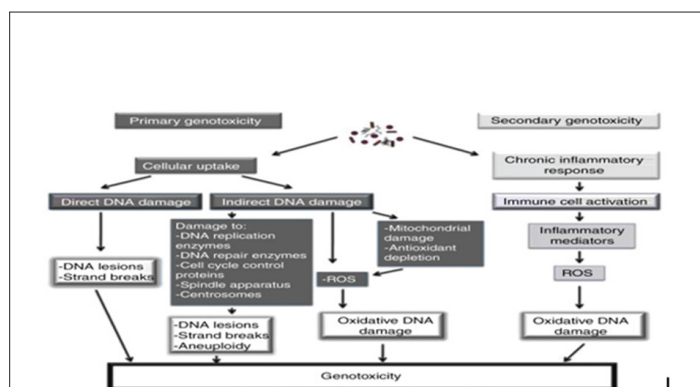 Primary genotoxicity
Secondary genotoxicity
Cellular uptake
Chronic inflammatory
response
Direct DNA damage
Indirect DNA damage
Immune cell activation
Damage to:
-DNA replication
enzymes
-DNA repair enzymes
-Cell cycle control
proteins
-Spindle apparatus
-Centrosomes
-Mitochondrial
damage
-Antioxidant
depletion
Inflammatory
mediators
-DNA lesions
-Strand breaks
-ROS
ROS
-DNA lesions
-Strand breaks
-Aneuploidy
Oxidative DNA
damage
Oxidative DNA
damage
Genotoxicity